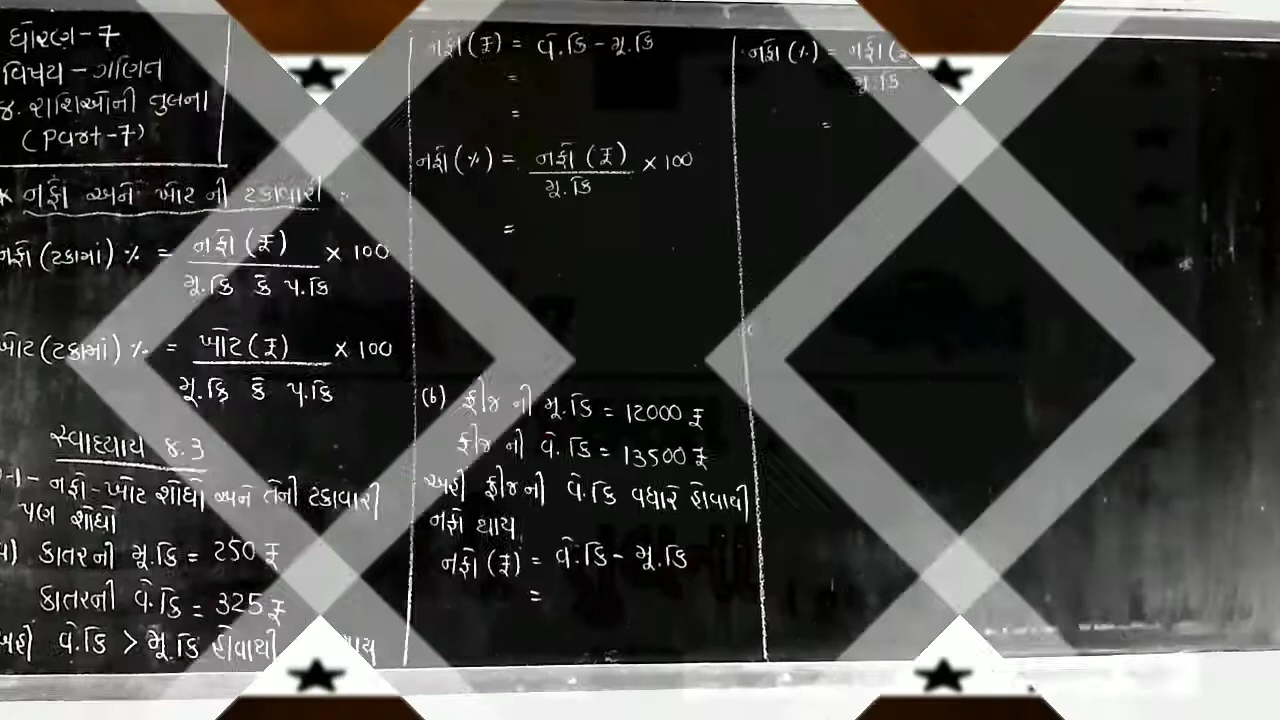 ધોરણ - 7
વિષય - ગણિત
૪. રાશિઓની તુલના
(Part-7)
* નફો અને ખોટ ની ટકાવારી :
નફો (ટકામાં) % = નફો (₹) / મૂ.કિ કે પ.કિ × 100
ખોટ (ટકામાં) % = ખોટ (₹) / મૂ.કિ કે પ.કિ × 100
સ્વાધ્યાય ૪.3
નફો - ખોટ શોધો અને તેની ટકાવારી
પણ શોધો
કાતરની મૂ.કિ = 250 ₹
કાતરની વે.કિ = 325 ₹
અહીં વે.કિ > મૂ.કિ હોવાથી
નફો (₹) = વે.કિ - મૂ.કિ
=
=
નફો (%) = નફો (₹) / મૂ.કિ × 100
=
(b) ફ્રીજ ની મૂ.કિ = 12000 ₹
ફ્રીજ ની વે.કિ = 13500 ₹
અહીં ફ્રીજની વે.કિ વધારે હોવાથી
નફો થાય
નફો (₹) = વે.કિ - મૂ.કિ
=
નફો (%) = નફો / મૂ.કિ
=